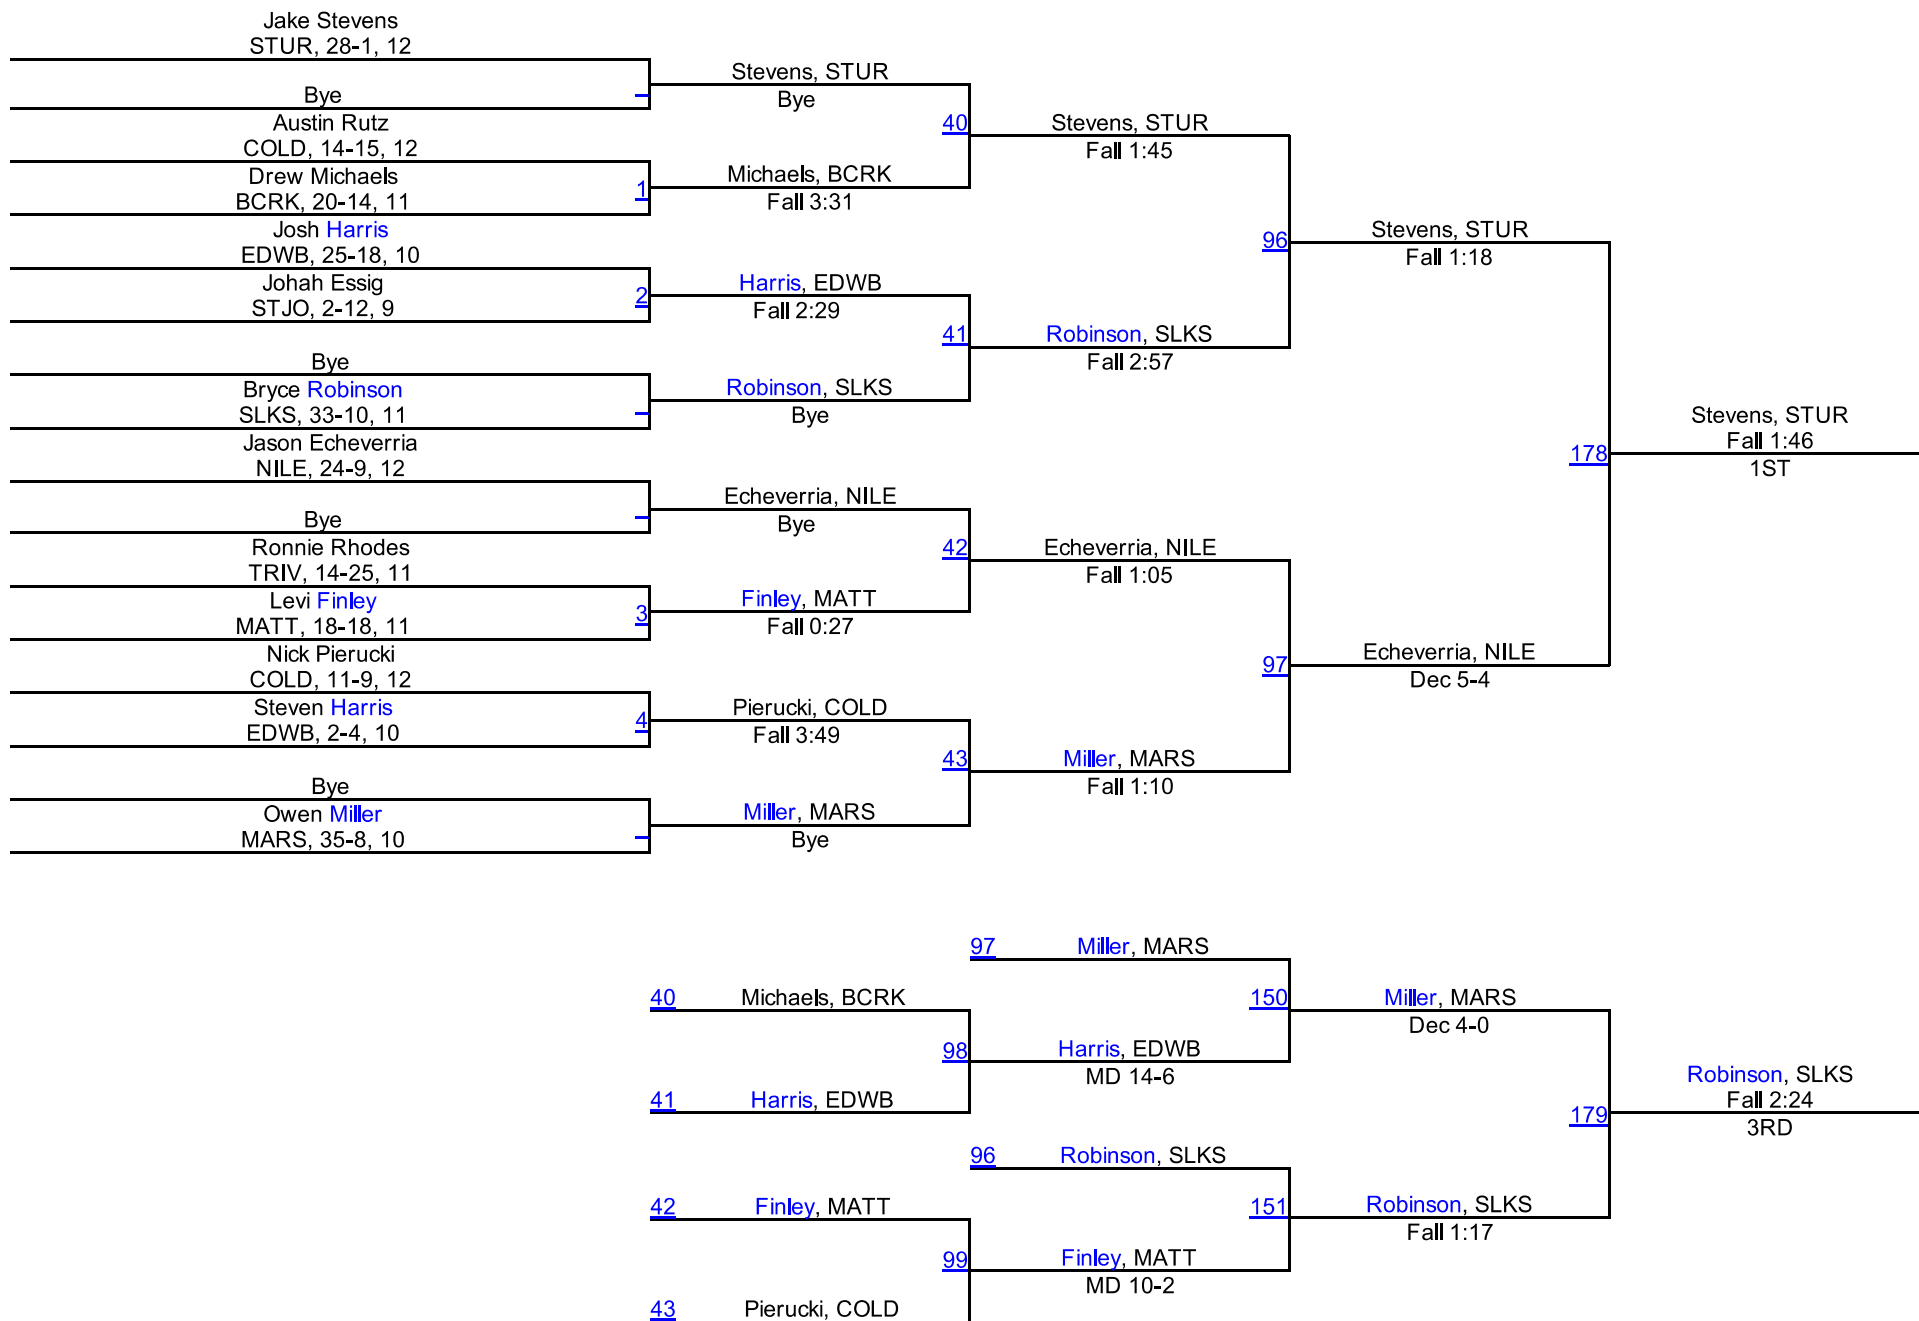 Jake Stevens
STUR, 28-1, 12
Bye
Austin Rutz
COLD, 14-15, 12
Drew Michaels
BCRK, 20-14, 11
Josh Harris
EDWB, 25-18, 10
Johah Essig
STJO, 2-12, 9
Bye
Bryce Robinson
SLKS, 33-10, 11
Jason Echeverria
NILE, 24-9, 12
Bye
Ronnie Rhodes
TRIV, 14-25, 11
Levi Finley
MATT, 18-18, 11
Nick Pierucki
COLD, 11-9, 12
Steven Harris
EDWB, 2-4, 10
Bye
Owen Miller
MARS, 35-8, 10
1
2
3
4
Stevens, STUR
Bye
Michaels, BCRK
Fall 3:31
Harris, EDWB
Fall 2:29
Robinson, SLKS
Bye
Echeverria, NILE
Bye
Finley, MATT
Fall 0:27
Pierucki, COLD
Fall 3:49
Miller, MARS
Bye
40
41
42
43
Stevens, STUR
Fall 1:45
Robinson, SLKS
Fall 2:57
Echeverria, NILE
Fall 1:05
Miller, MARS
Fall 1:10
96
97
Stevens, STUR
Fall 1:18
Echeverria, NILE
Dec 5-4
178
Stevens, STUR
Fall 1:46
1ST
40 Michaels, BCRK
41 Harris, EDWB
42 Finley, MATT
43 Pierucki, COLD
98
99
97 Miller, MARS
Harris, EDWB
MD 14-6
96 Robinson, SLKS
Finley, MATT
MD 10-2
150
151
Miller, MARS
Dec 4-0
Robinson, SLKS
Fall 1:17
179
Robinson, SLKS
Fall 2:24
3RD